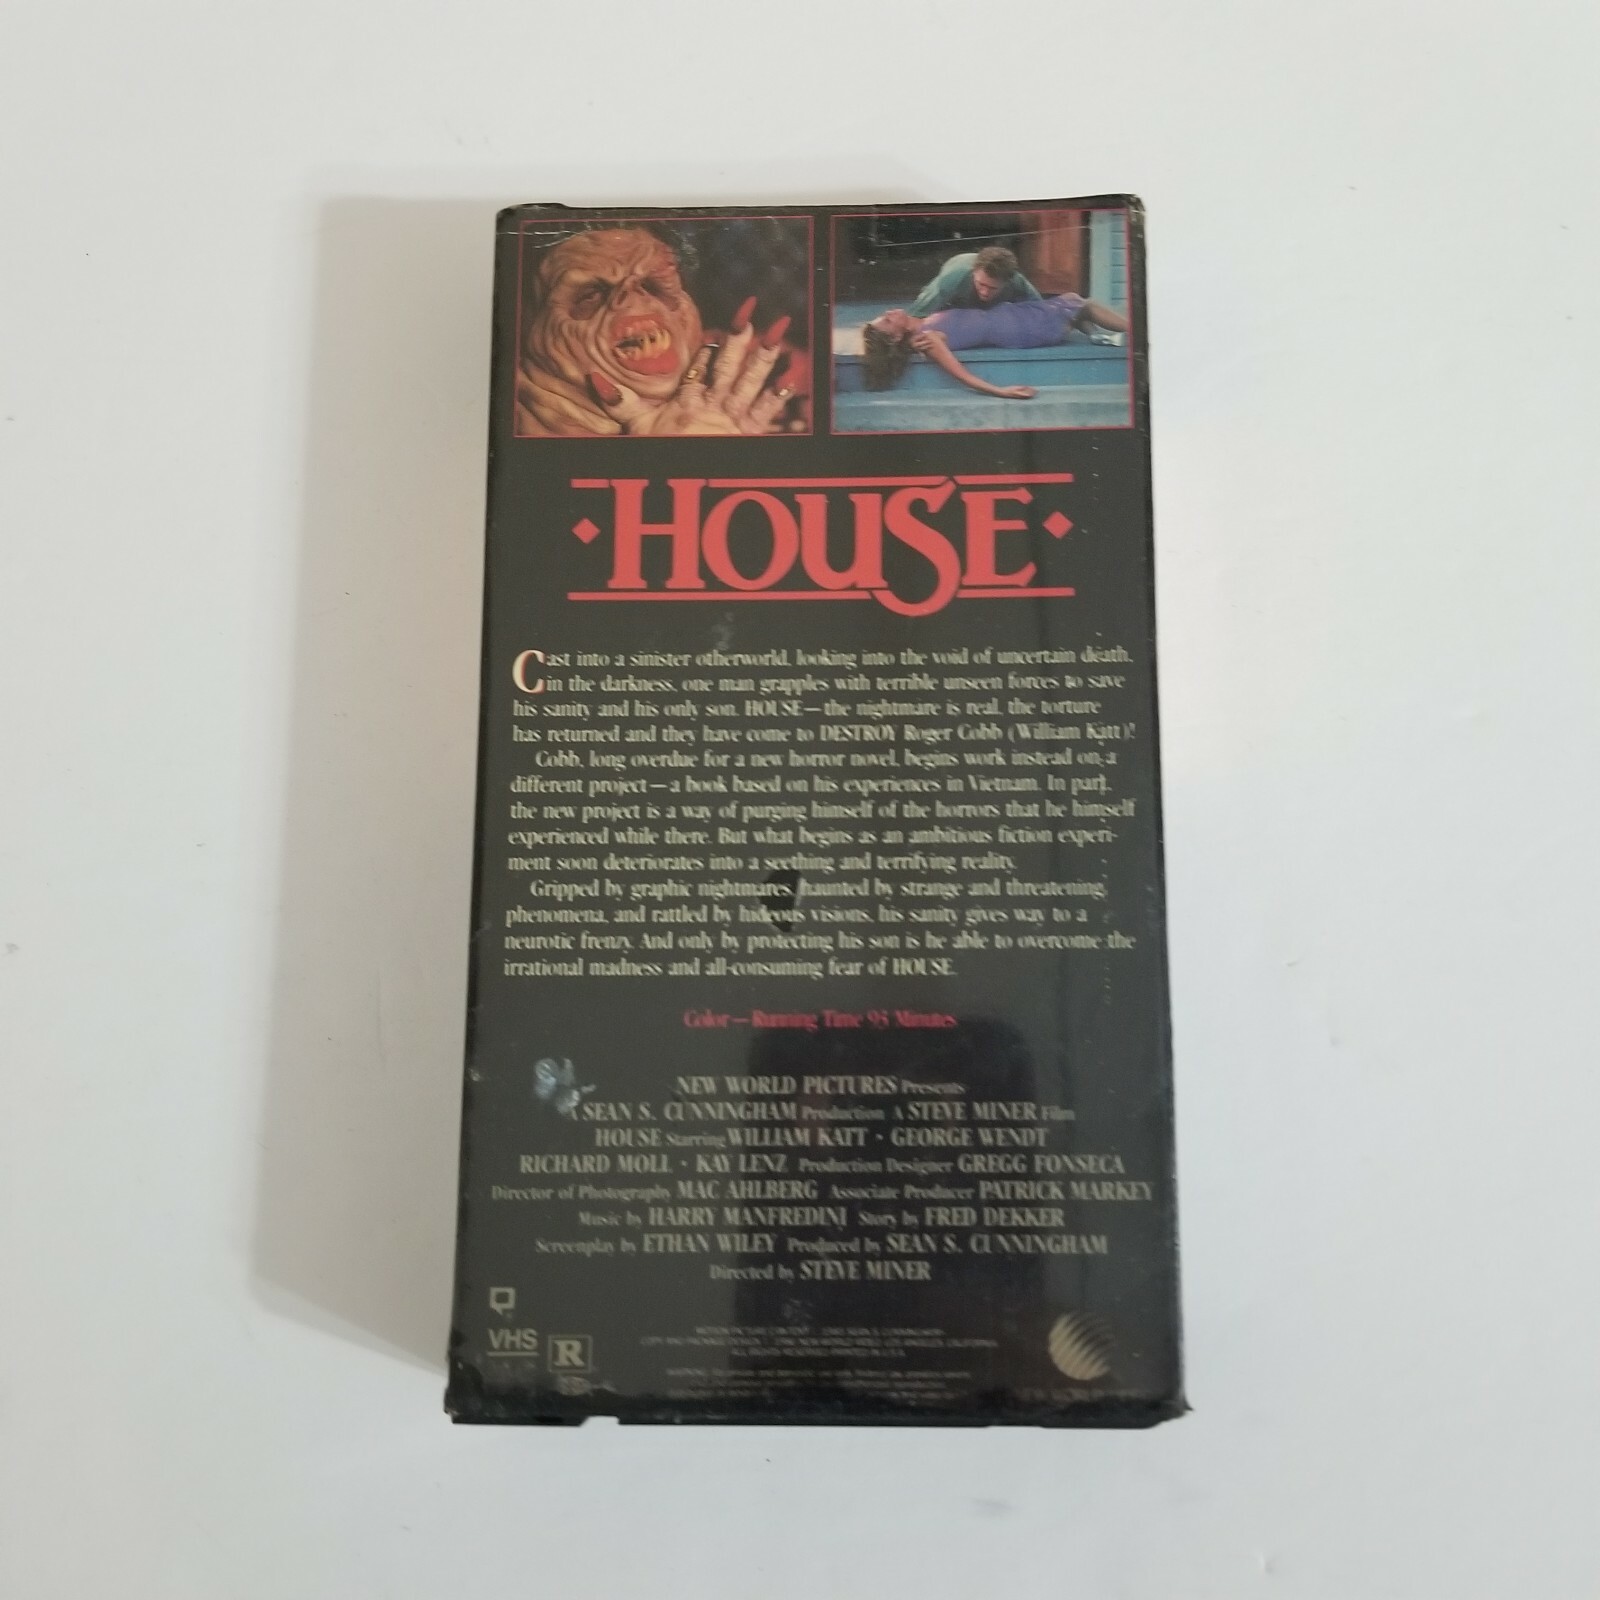 HOUSE
Cast into a sinister otherworld, looking into the void of uncertain death,
in the darkness, one man grapples with terrible unseen forces to save
his sanity and his only son. HOUSE—the nightmare is real, the torture
has returned and they have come to DESTROY Roger Cobb (William Katt)!
Cobb, long overdue for a new horror novel, begins work instead on a
different project—a book based on his experiences in Vietnam. In part,
the new project is a way of purging himself of the horrors that he himself
experienced while there. But what begins as an ambitious fiction experi-
ment soon deteriorates into a seething and terrifying reality.
Gripped by graphic nightmares, haunted by strange and threatening
phenomena, and rattled by hideous visions, his sanity gives way to a
neurotic frenzy. And only by protecting his son is he able to overcome the
irrational madness and all-consuming fear of HOUSE.
Color—Running Time 93 Minutes
NEW WORLD PICTURES Presents
A SEAN S. CUNNINGHAM Production A STEVE MINER Film
HOUSE Starring WILLIAM KATT · GEORGE WENDT
RICHARD MOLL · KAY LENZ Production Designer GREGG FONSECA
Director of Photography MAC AHLBERG Associate Producer PATRICK MARKEY
Music by HARRY MANFREDINI Story by FRED DEKKER
Screenplay by ETHAN WILEY Produced by SEAN S. CUNNINGHAM
Directed by STEVE MINER
VHS
R
ALL RIGHTS RESERVED PRINTED IN U.S.A.